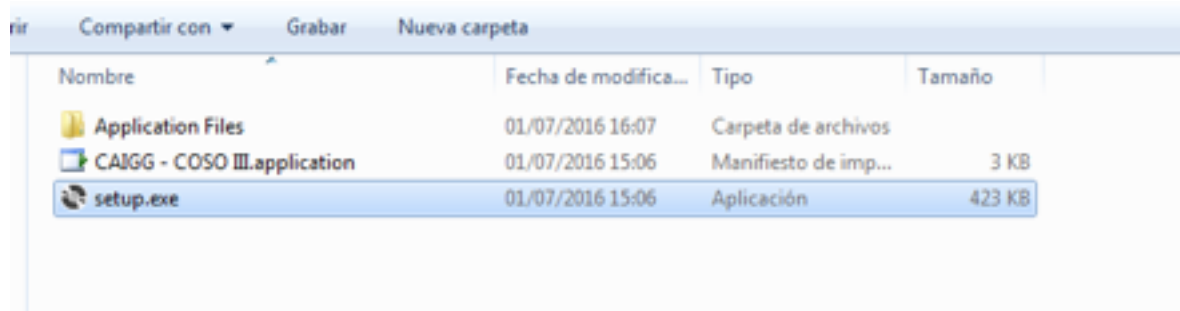 rir Compartir con Grabar Nueva carpeta
Nombre Fecha de modifica... Tipo Tamaño
Application Files 01/07/2016 16:07 Carpeta de archivos
CAIGG - COSO III.application 01/07/2016 15:06 Manifiesto de imp... 3 KB
setup.exe 01/07/2016 15:06 Aplicación 423 KB